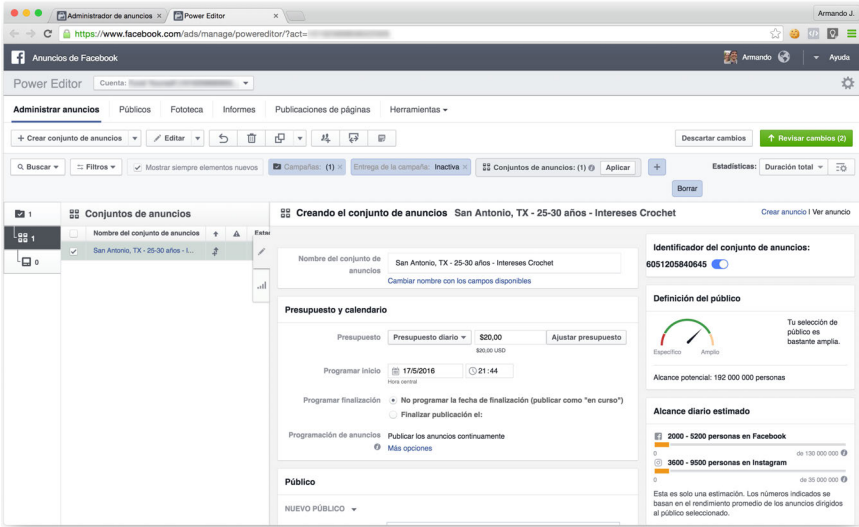 Administrador de anuncios
Power Editor
Armando J.
https://www.facebook.com/ads/manage/powereditor/?act=
Anuncios de Facebook
Armando
Ayuda
Power Editor
Cuenta:
Administrar anuncios
Públicos
Fototeca
Informes
Publicaciones de páginas
Herramientas
+ Crear conjunto de anuncios
Editar
Descartar cambios
Revisar cambios (2)
Buscar
Filtros
Mostrar siempre elementos nuevos
Campañas: (1) ×
Entrega de la campaña: Inactiva ×
Conjuntos de anuncios: (1)
Aplicar
+
Estadísticas:
Duración total
Borrar
1
Conjuntos de anuncios
Creando el conjunto de anuncios San Antonio, TX - 25-30 años - Intereses Crochet
Crear anuncio I Ver anuncio
1
Nombre del conjunto de anuncios
Estad
San Antonio, TX - 25-30 años - I...
0
Nombre del conjunto de
anuncios
San Antonio, TX - 25-30 años - Intereses Crochet
Cambiar nombre con los campos disponibles
Presupuesto y calendario
Presupuesto
Presupuesto diario
$20,00
Ajustar presupuesto
$20,00 USD
Programar inicio
17/5/2016
21:44
Hora central
Programar finalización
No programar la fecha de finalización (publicar como "en curso")
Finalizar publicación el:
Programación de anuncios
Publicar los anuncios continuamente
Más opciones
Público
NUEVO PÚBLICO
Identificador del conjunto de anuncios:
6051205840645
Definición del público
Tu selección de
público es
bastante amplia.
Específico
Amplio
Alcance potencial: 192 000 000 personas
Alcance diario estimado
2000 - 5200 personas en Facebook
0
de 130 000 000
3600 - 9500 personas en Instagram
0
de 35 000 000
Esta es solo una estimación. Los números indicados se
basan en el rendimiento promedio de los anuncios dirigidos
al público seleccionado.